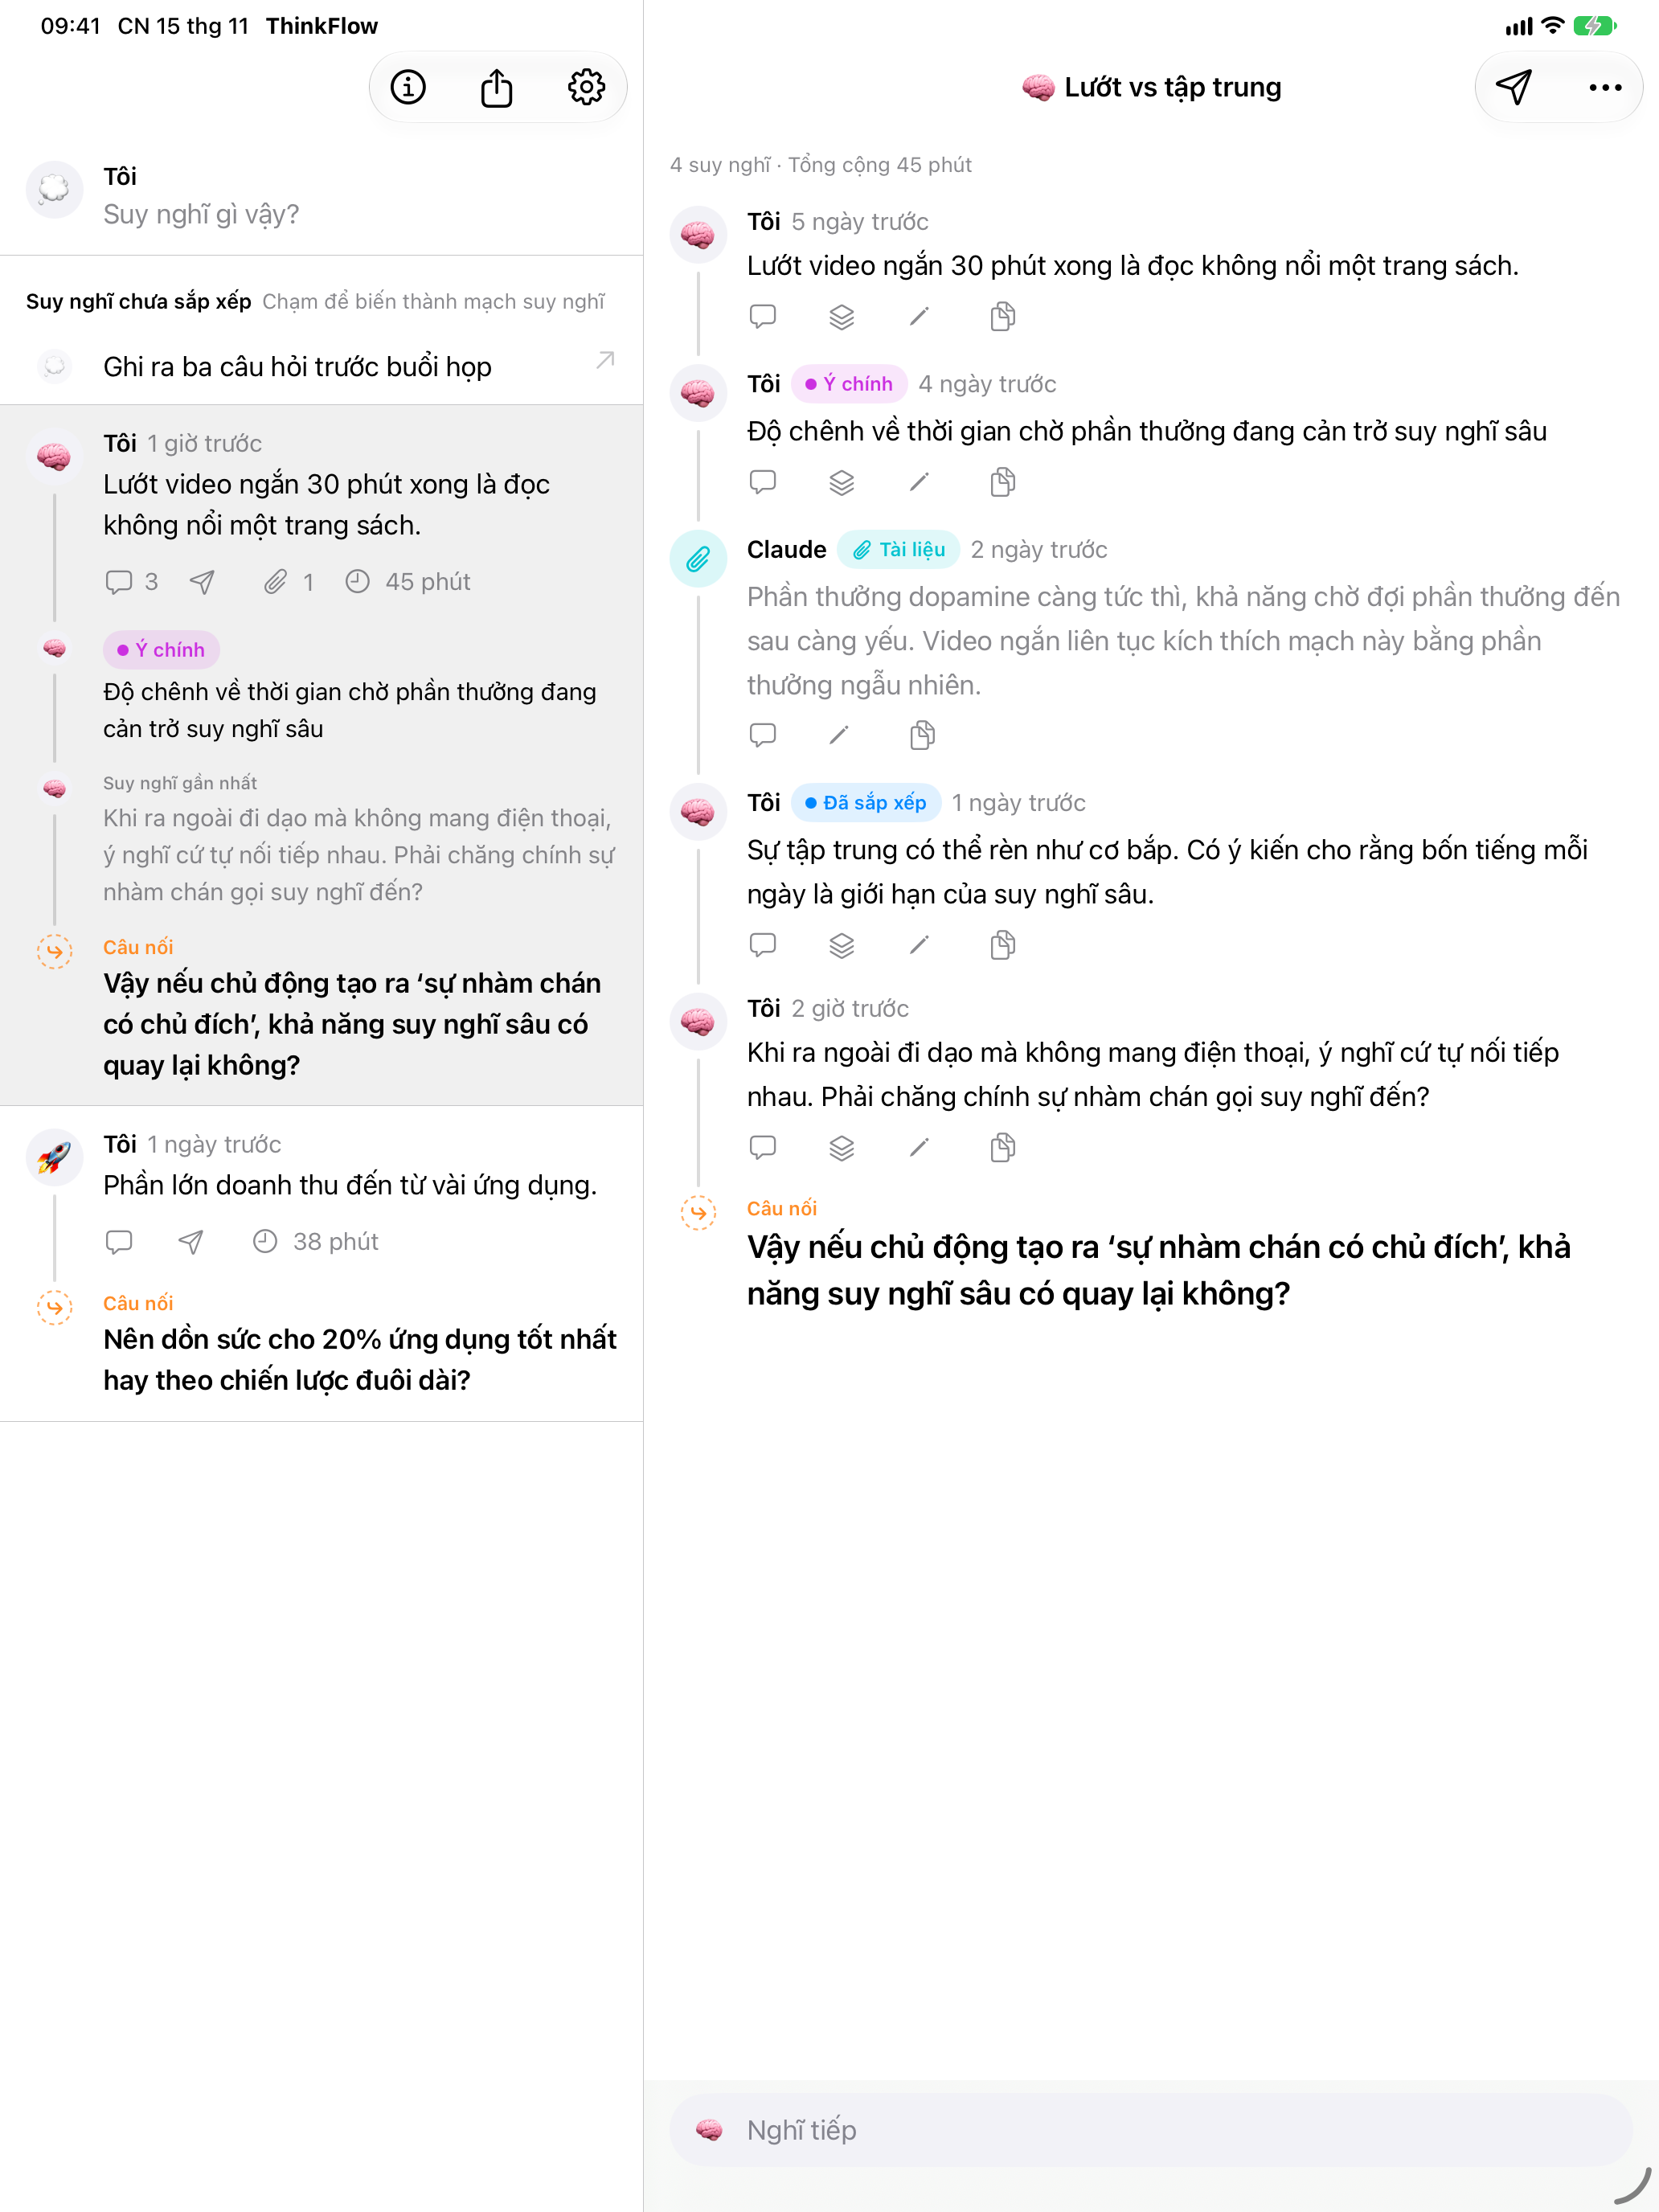 09:41 CN 15 thg 11 ThinkFlow
Tôi
Suy nghĩ gì vậy?
Suy nghĩ chưa sắp xếp Chạm để biến thành mạch suy nghĩ
Ghi ra ba câu hỏi trước buổi họp
Tôi 1 giờ trước
Lướt video ngắn 30 phút xong là đọc
không nổi một trang sách.
3 1 45 phút
Ý chính
Độ chênh về thời gian chờ phần thưởng đang
cản trở suy nghĩ sâu
Suy nghĩ gần nhất
Khi ra ngoài đi dạo mà không mang điện thoại,
ý nghĩ cứ tự nối tiếp nhau. Phải chăng chính sự
nhàm chán gọi suy nghĩ đến?
Câu nối
Vậy nếu chủ động tạo ra ‘sự nhàm chán
có chủ đích’, khả năng suy nghĩ sâu có
quay lại không?
Tôi 1 ngày trước
Phần lớn doanh thu đến từ vài ứng dụng.
38 phút
Câu nối
Nên dồn sức cho 20% ứng dụng tốt nhất
hay theo chiến lược đuôi dài?
Lướt vs tập trung
4 suy nghĩ · Tổng cộng 45 phút
Tôi 5 ngày trước
Lướt video ngắn 30 phút xong là đọc không nổi một trang sách.
Tôi Ý chính 4 ngày trước
Độ chênh về thời gian chờ phần thưởng đang cản trở suy nghĩ sâu
Claude Tài liệu 2 ngày trước
Phần thưởng dopamine càng tức thì, khả năng chờ đợi phần thưởng đến
sau càng yếu. Video ngắn liên tục kích thích mạch này bằng phần
thưởng ngẫu nhiên.
Tôi Đã sắp xếp 1 ngày trước
Sự tập trung có thể rèn như cơ bắp. Có ý kiến cho rằng bốn tiếng mỗi
ngày là giới hạn của suy nghĩ sâu.
Tôi 2 giờ trước
Khi ra ngoài đi dạo mà không mang điện thoại, ý nghĩ cứ tự nối tiếp
nhau. Phải chăng chính sự nhàm chán gọi suy nghĩ đến?
Câu nối
Vậy nếu chủ động tạo ra ‘sự nhàm chán có chủ đích’, khả
năng suy nghĩ sâu có quay lại không?
Nghĩ tiếp